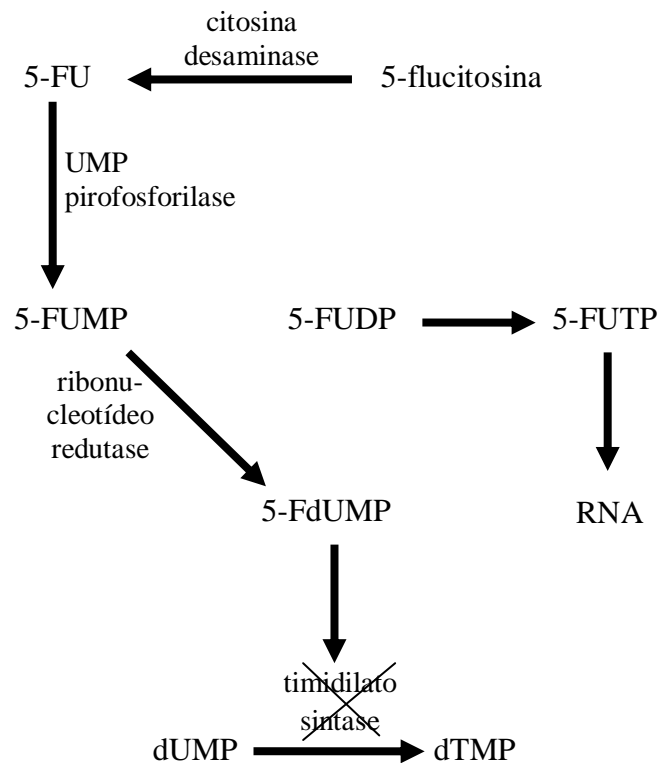 citosina
desaminase
5-FU
5-flucitosina
UMP
pirofosforilase
5-FUMP
5-FUDP
5-FUTP
ribonu-
cleotídeo
redutase
5-FdUMP
RNA
timidilato
sintase
dUMP
dTMP